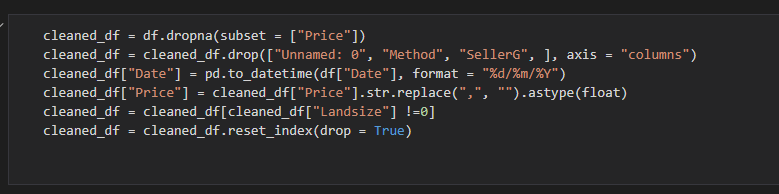 cleaned_df = df.dropna(subset = ["Price"])
cleaned_df = cleaned_df.drop(["Unnamed: 0", "Method", "SellerG", ], axis = "columns")
cleaned_df["Date"] = pd.to_datetime(df["Date"], format = "%d/%m/%Y")
cleaned_df["Price"] = cleaned_df["Price"].str.replace(",", "").astype(float)
cleaned_df = cleaned_df[cleaned_df["Landsize"] !=0]
cleaned_df = cleaned_df.reset_index(drop = True)